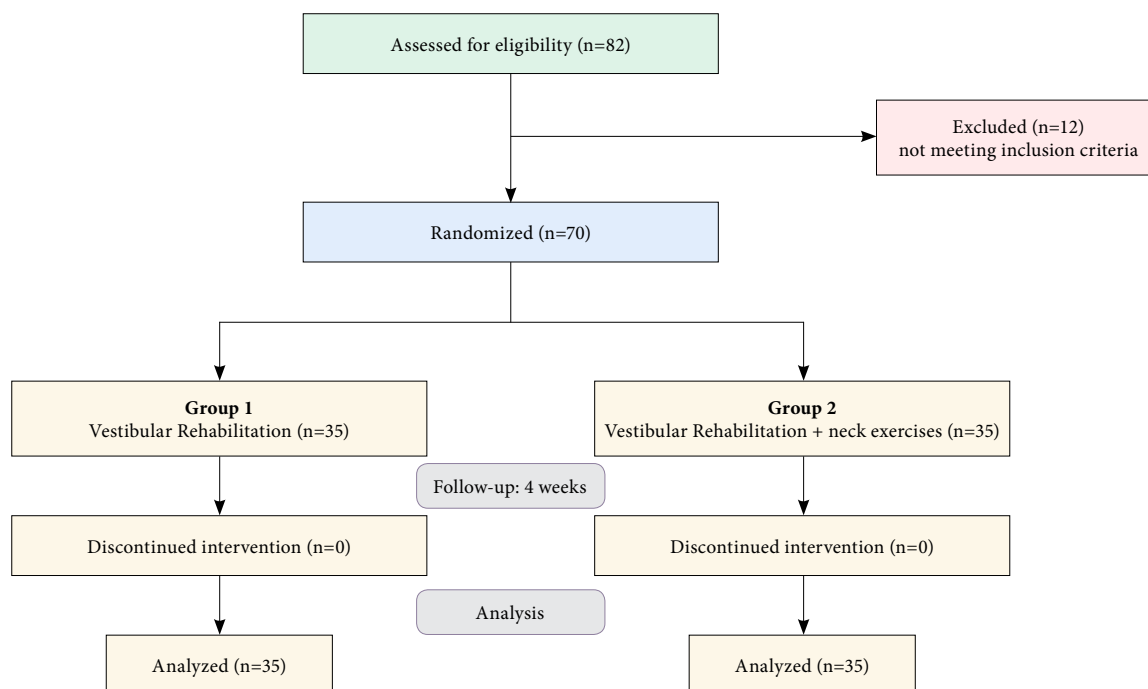 Assessed for eligibility (n=82)
Excluded (n=12)
not meeting inclusion criteria
Randomized (n=70)
Group 1
Vestibular Rehabilitation (n=35)
Group 2
Vestibular Rehabilitation + neck exercises (n=35)
Follow-up: 4 weeks
Discontinued intervention (n=0)
Discontinued intervention (n=0)
Analysis
Analyzed (n=35)
Analyzed (n=35)